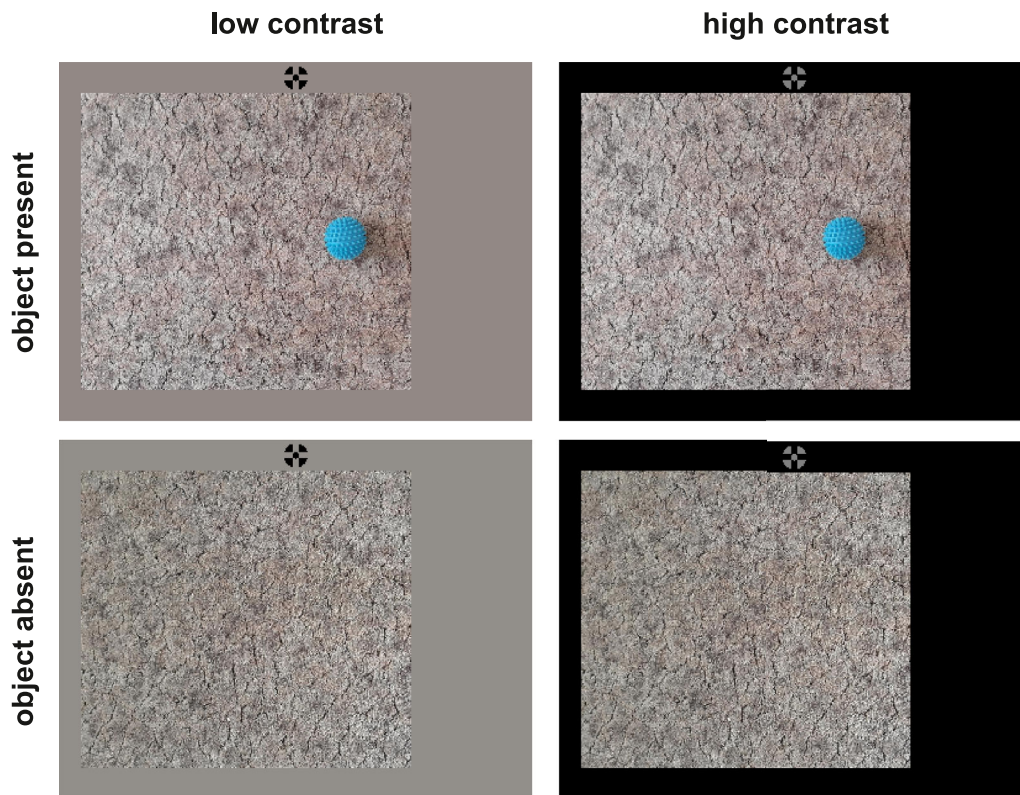 low contrast
high contrast
object present
object absent